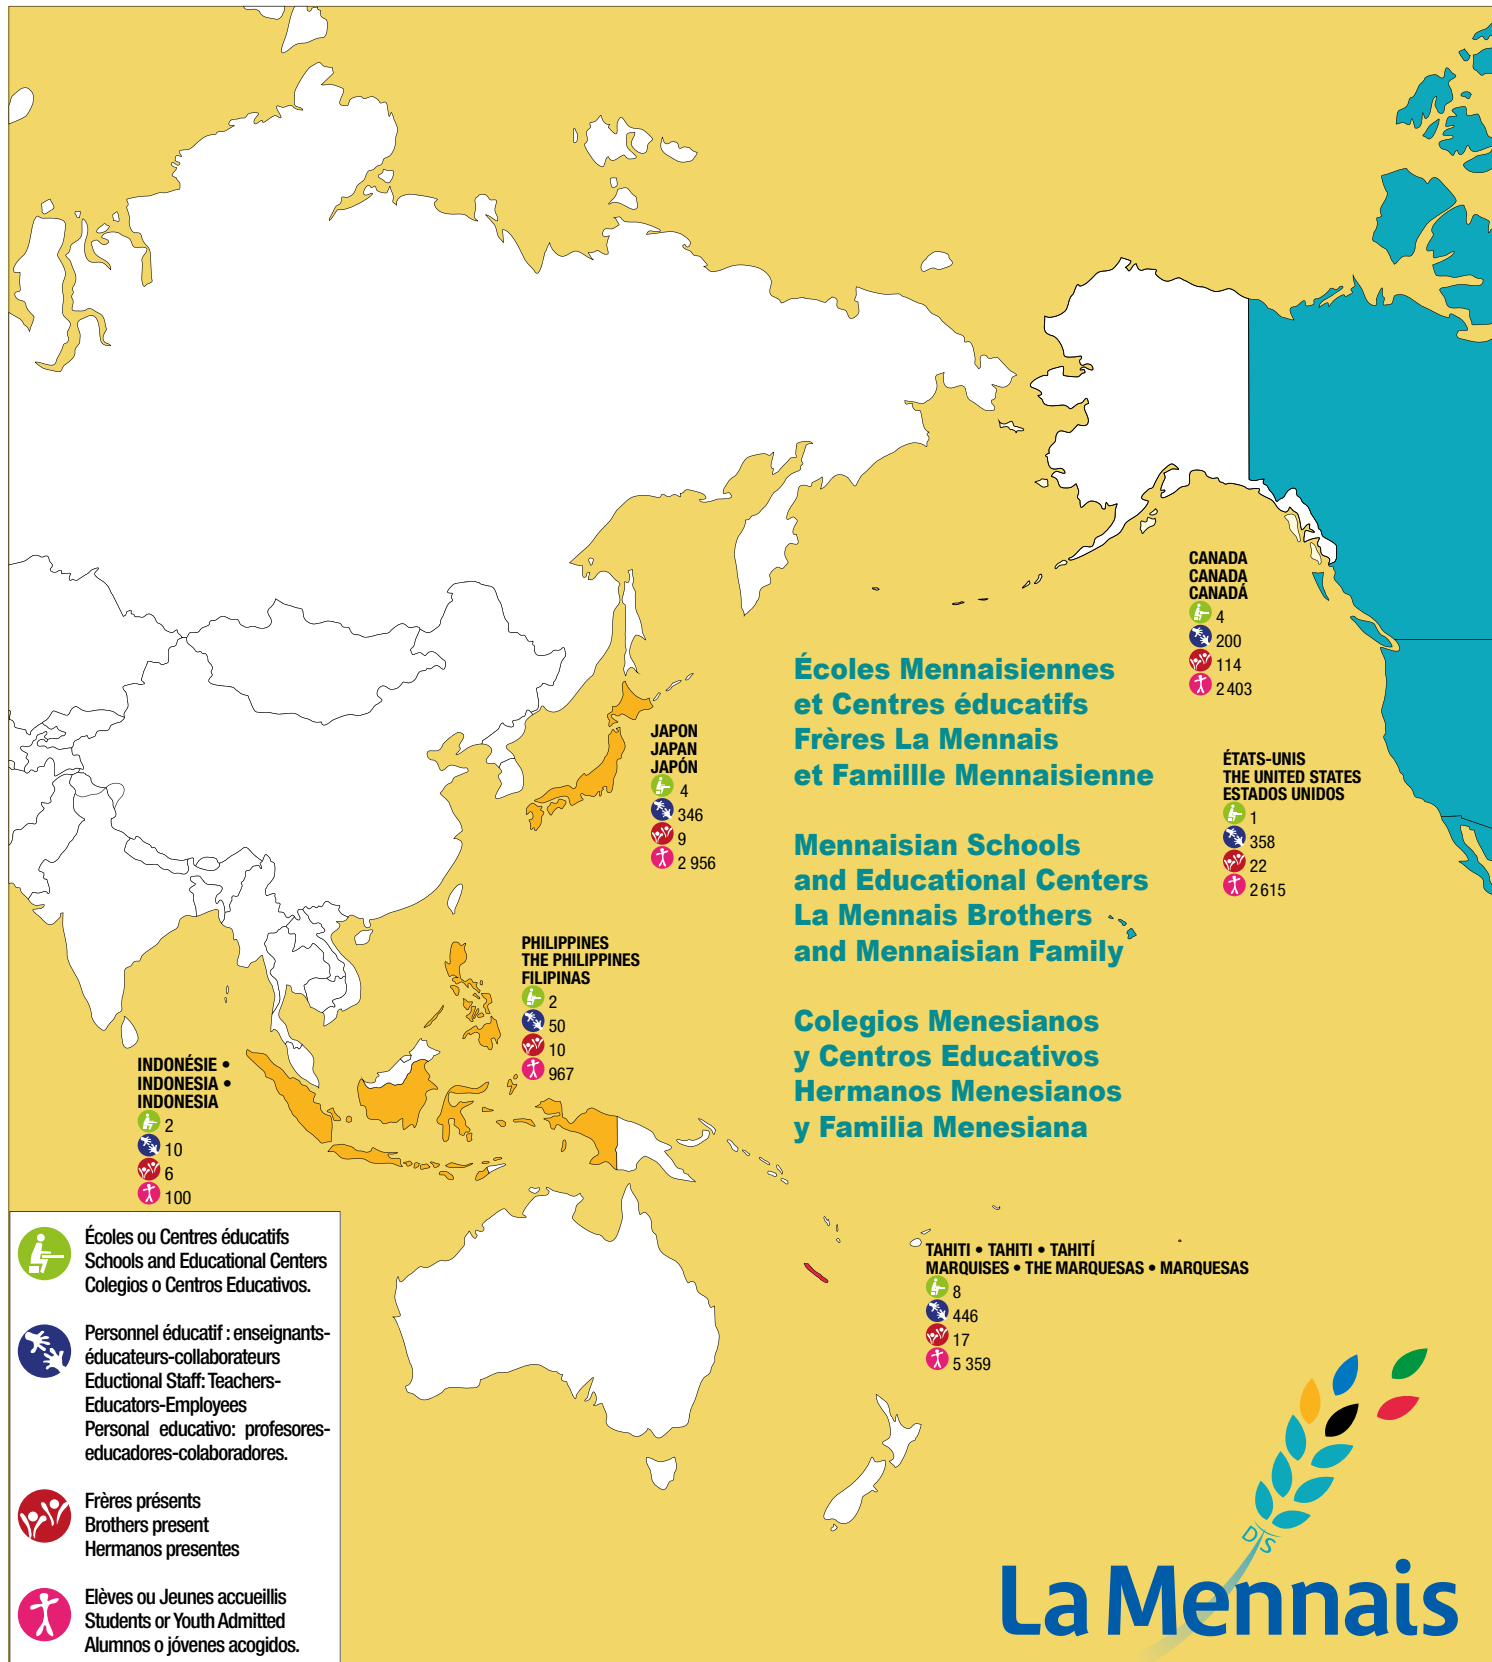 CANADA
CANADA
CANADÁ
4
200
114
2 403
Écoles Mennaisiennes
et Centres éducatifs
Frères La Mennais
et Famillle Mennaisienne
JAPON
JAPAN
JAPÓN
4
346
9
2 956
ÉTATS-UNIS
THE UNITED STATES
ESTADOS UNIDOS
1
358
22
2 615
Mennaisian Schools
and Educational Centers
La Mennais Brothers
and Mennaisian Family
PHILIPPINES
THE PHILIPPINES
FILIPINAS
2
50
10
967
Colegios Menesianos
y Centros Educativos
Hermanos Menesianos
y Familia Menesiana
INDONÉSIE •
INDONESIA •
INDONESIA
2
10
6
100
TAHITI • TAHITI • TAHITÍ
MARQUISES • THE MARQUESAS • MARQUESAS
8
446
17
5 359
Écoles ou Centres éducatifs
Schools and Educational Centers
Colegios o Centros Educativos.
Personnel éducatif : enseignants-
éducateurs-collaborateurs
Eductional Staff: Teachers-
Educators-Employees
Personal educativo: profesores-
educadores-colaboradores.
Frères présents
Brothers present
Hermanos presentes
Elèves ou Jeunes accueillis
Students or Youth Admitted
Alumnos o jóvenes acogidos.
D S
La Mennais